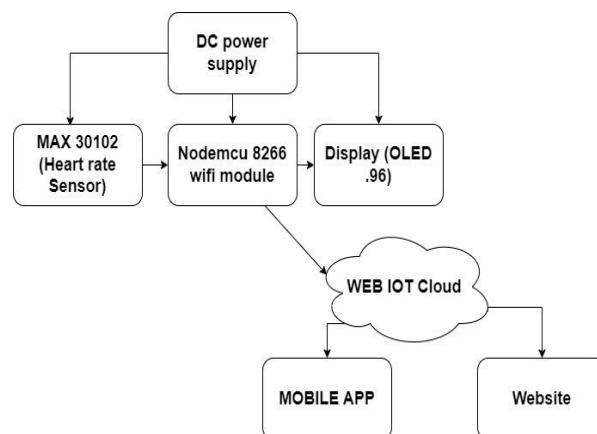 DC power
supply
MAX 30102
(Heart rate
Sensor)
Nodemcu 8266
wifi module
Display (OLED
.96)
WEB IOT Cloud
MOBILE APP
Website